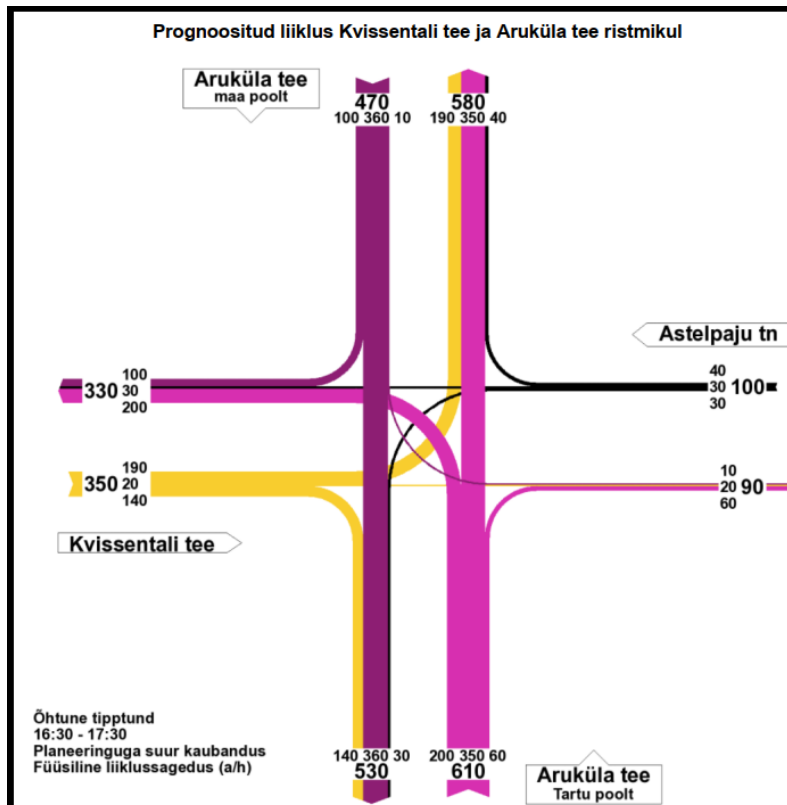 Prognoositud liiklus Kvissentali tee ja Aruküla tee ristmikul
Aruküla tee
maa poolt
470
100 360 10
580
190 350 40
Astelpaju tn
100
330 30
200
40
30 100
30
190
350 20
140
10
20 90
60
Kvissentali tee
Õhtune tipptund
16:30 - 17:30
Planeeringuga suur kaubandus
Füüsiline liiklussagedus (a/h)
140 360 30
530
200 350 60
610
Aruküla tee
Tartu poolt